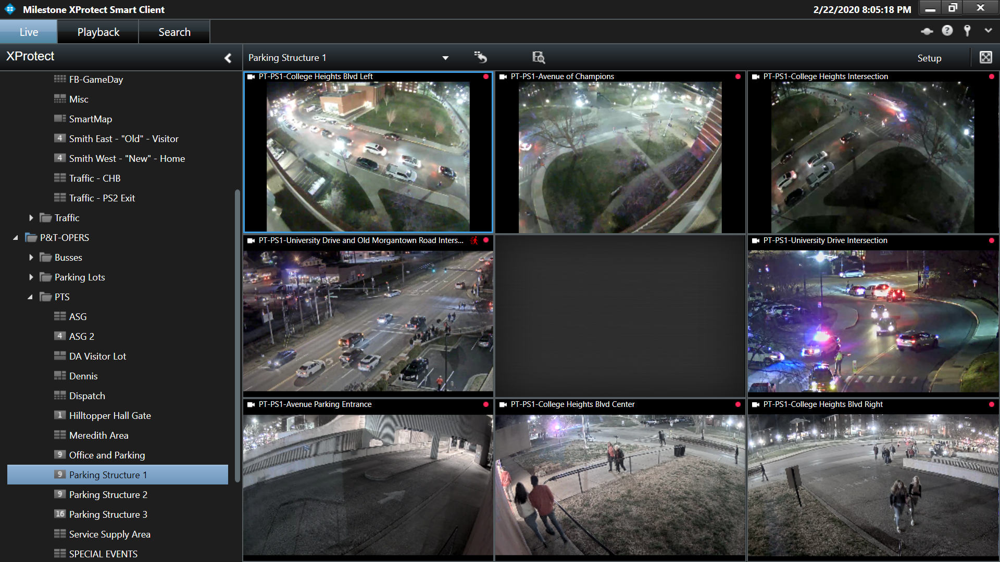 Milestone XProtect Smart Client
2/22/2020 8:05:18 PM
Live
Playback
Search
XProtect
Parking Structure 1
Setup
FB-GameDay
Misc
SmartMap
4 Smith East - "Old" - Visitor
4 Smith West - "New" - Home
Traffic - CHB
Traffic - PS2 Exit
Traffic
P&T-OPERS
Busses
Parking Lots
PTS
ASG
4 ASG 2
DA Visitor Lot
Dennis
Dispatch
1 Hilltopper Hall Gate
Meredith Area
9 Office and Parking
9 Parking Structure 1
9 Parking Structure 2
16 Parking Structure 3
Service Supply Area
SPECIAL EVENTS
PT-PS1-College Heights Blvd Left
PT-PS1-Avenue of Champions
PT-PS1-College Heights Intersection
PT-PS1-University Drive and Old Morgantown Road Inters...
PT-PS1-University Drive Intersection
PT-PS1-Avenue Parking Entrance
PT-PS1-College Heights Blvd Center
PT-PS1-College Heights Blvd Right